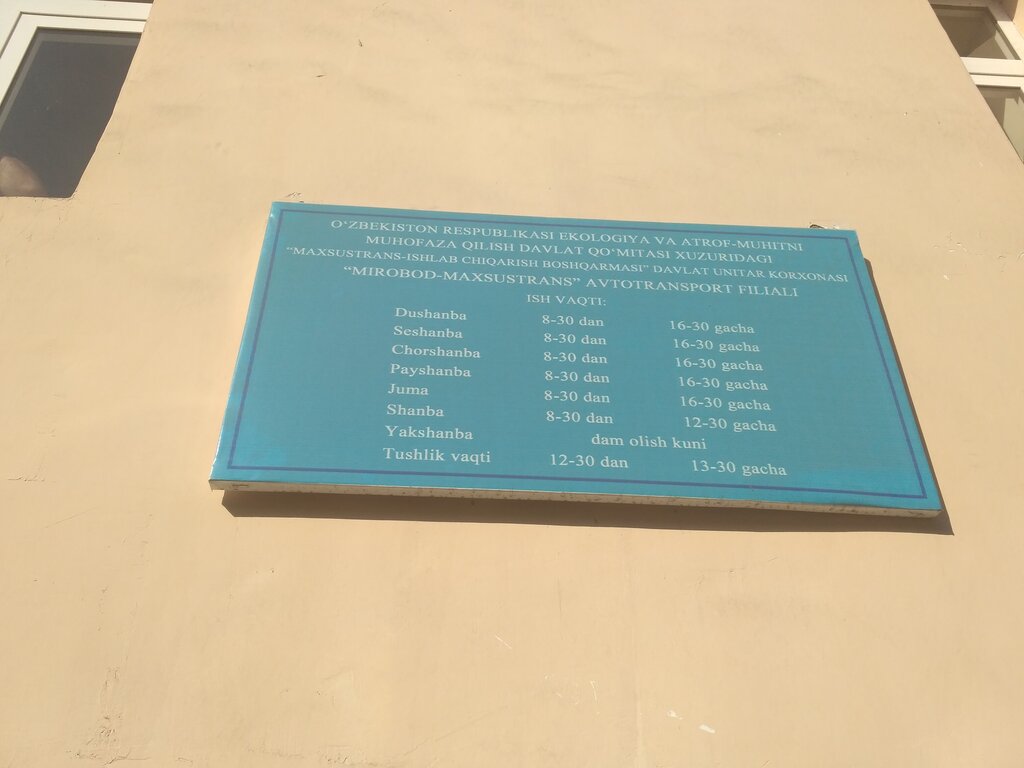 O‘ZBEKISTON RESPUBLIKASI EKOLOGIYA VA ATROF-MUHITNI
MUHOFAZA QILISH DAVLAT QO‘MITASI XUZURIDAGI
“MAXSUSTRANS-ISHLAB CHIQARISH BOSHQARMASI” DAVLAT UNITAR KORXONASI
“MIROBOD-MAXSUSTRANS” AVTOTRANSPORT FILIALI
ISH VAQTI:
Dushanba 8-30 dan 16-30 gacha
Seshanba 8-30 dan 16-30 gacha
Chorshanba 8-30 dan 16-30 gacha
Payshanba 8-30 dan 16-30 gacha
Juma 8-30 dan 16-30 gacha
Shanba 8-30 dan 12-30 gacha
Yakshanba dam olish kuni
Tushlik vaqti 12-30 dan 13-30 gacha